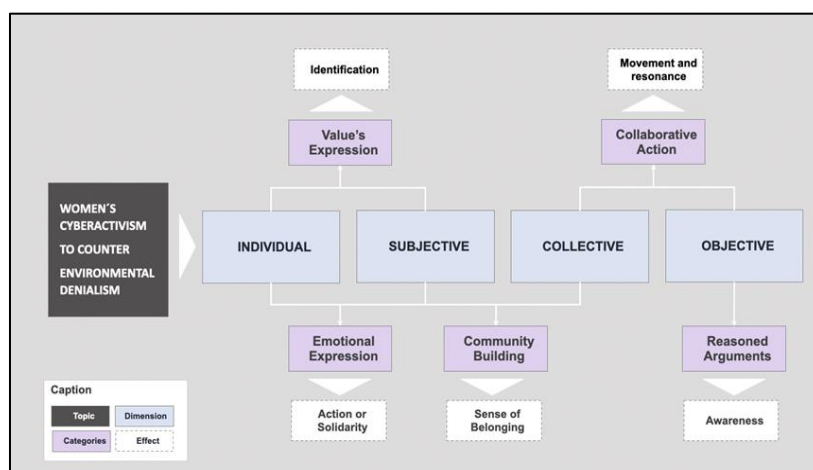 Identification
Movement and
resonance
Value's
Expression
Collaborative
Action
WOMEN´S
CYBERACTIVISM
TO COUNTER
ENVIRONMENTAL
DENIALISM
INDIVIDUAL
SUBJECTIVE
COLLECTIVE
OBJECTIVE
Emotional
Expression
Community
Building
Reasoned
Arguments
Action or
Solidarity
Sense of
Belonging
Awareness
Caption
Topic
Dimension
Categories
Effect